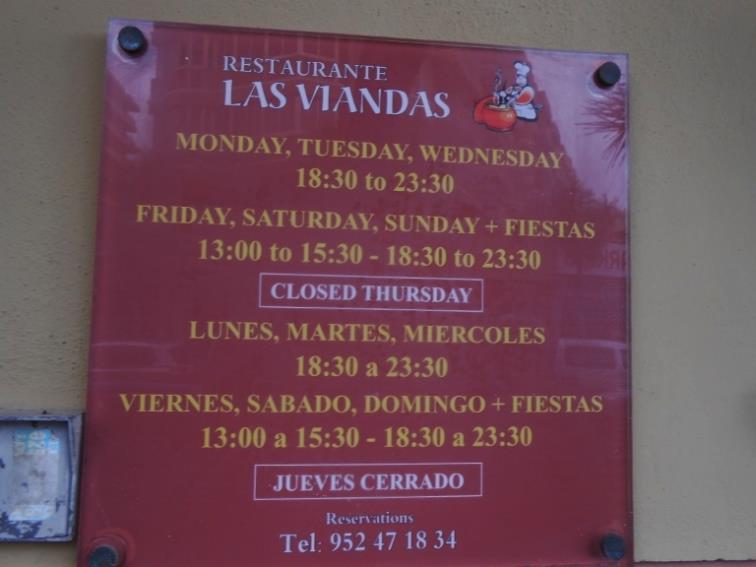 RESTAURANTE
LAS VIANDAS
MONDAY, TUESDAY, WEDNESDAY
18:30 to 23:30
FRIDAY, SATURDAY, SUNDAY + FIESTAS
13:00 to 15:30 - 18:30 to 23:30
CLOSED THURSDAY
LUNES, MARTES, MIERCOLES
18:30 a 23:30
VIERNES, SABADO, DOMINGO + FIESTAS
13:00 a 15:30 - 18:30 a 23:30
JUEVES CERRADO
Reservations
Tel: 952 47 18 34